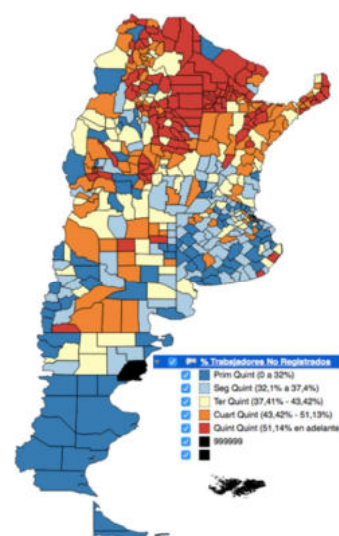 % Trabajadores No Registrados
Prim Quint (0 a 32%)
Seg Quint (32,1% a 37,4%)
Ter Quint (37,41% - 43,42%)
Cuart Quint (43,42% - 51,13%)
Quint Quint (51,14% en adelante
999999